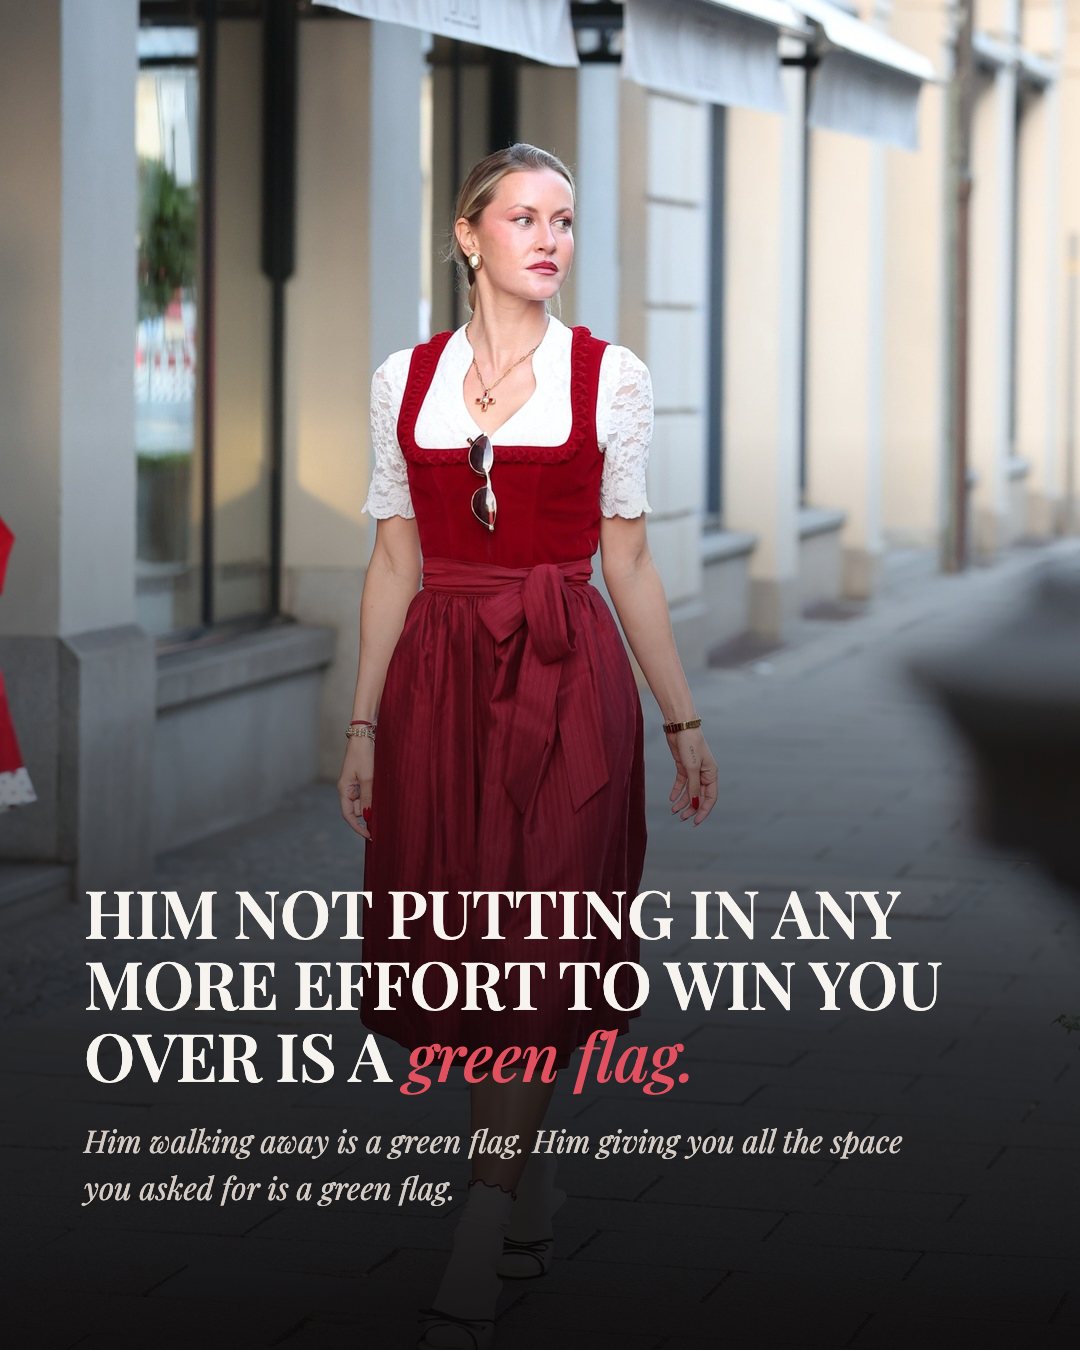 HIM NOT PUTTING IN ANY
MORE EFFORT TO WIN YOU
OVER IS A green flag.
Him walking away is a green flag. Him giving you all the space
you asked for is a green flag.